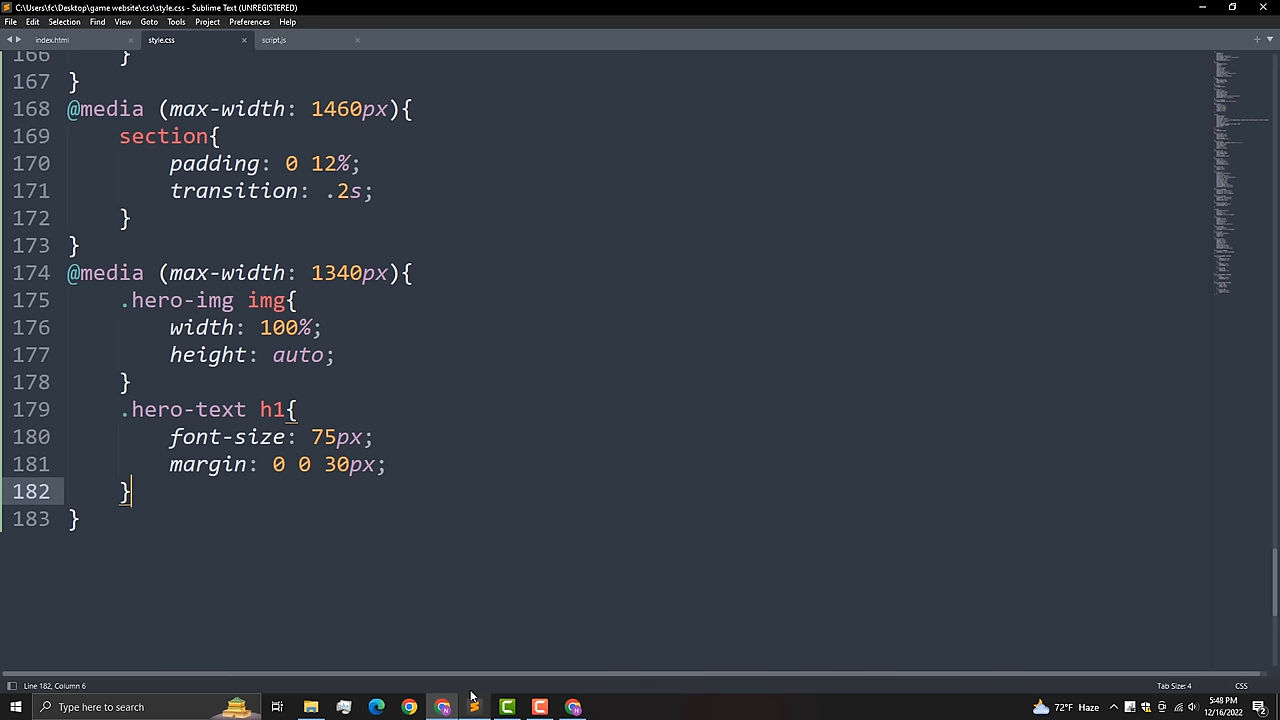 C:\Users\fc\Desktop\game website\style.css - Sublime Text (UNREGISTERED)
File Edit Selection Find View Goto Tools Project Preferences Help
index.html
style.css
script.js
166 }
167 }
168 @media (max-width: 1460px){
169 section{
170 padding: 0 12%;
171 transition: .2s;
172 }
173 }
174 @media (max-width: 1340px){
175 .hero-img img{
176 width: 100%;
177 height: auto;
178 }
179 .hero-text h1{
180 font-size: 75px;
181 margin: 0 0 30px;
182 }
183 }
Line 182, Column 6
Tab Size: 4
CSS
Type here to search
72°F Haze
5:48 PM
12/16/2022
2